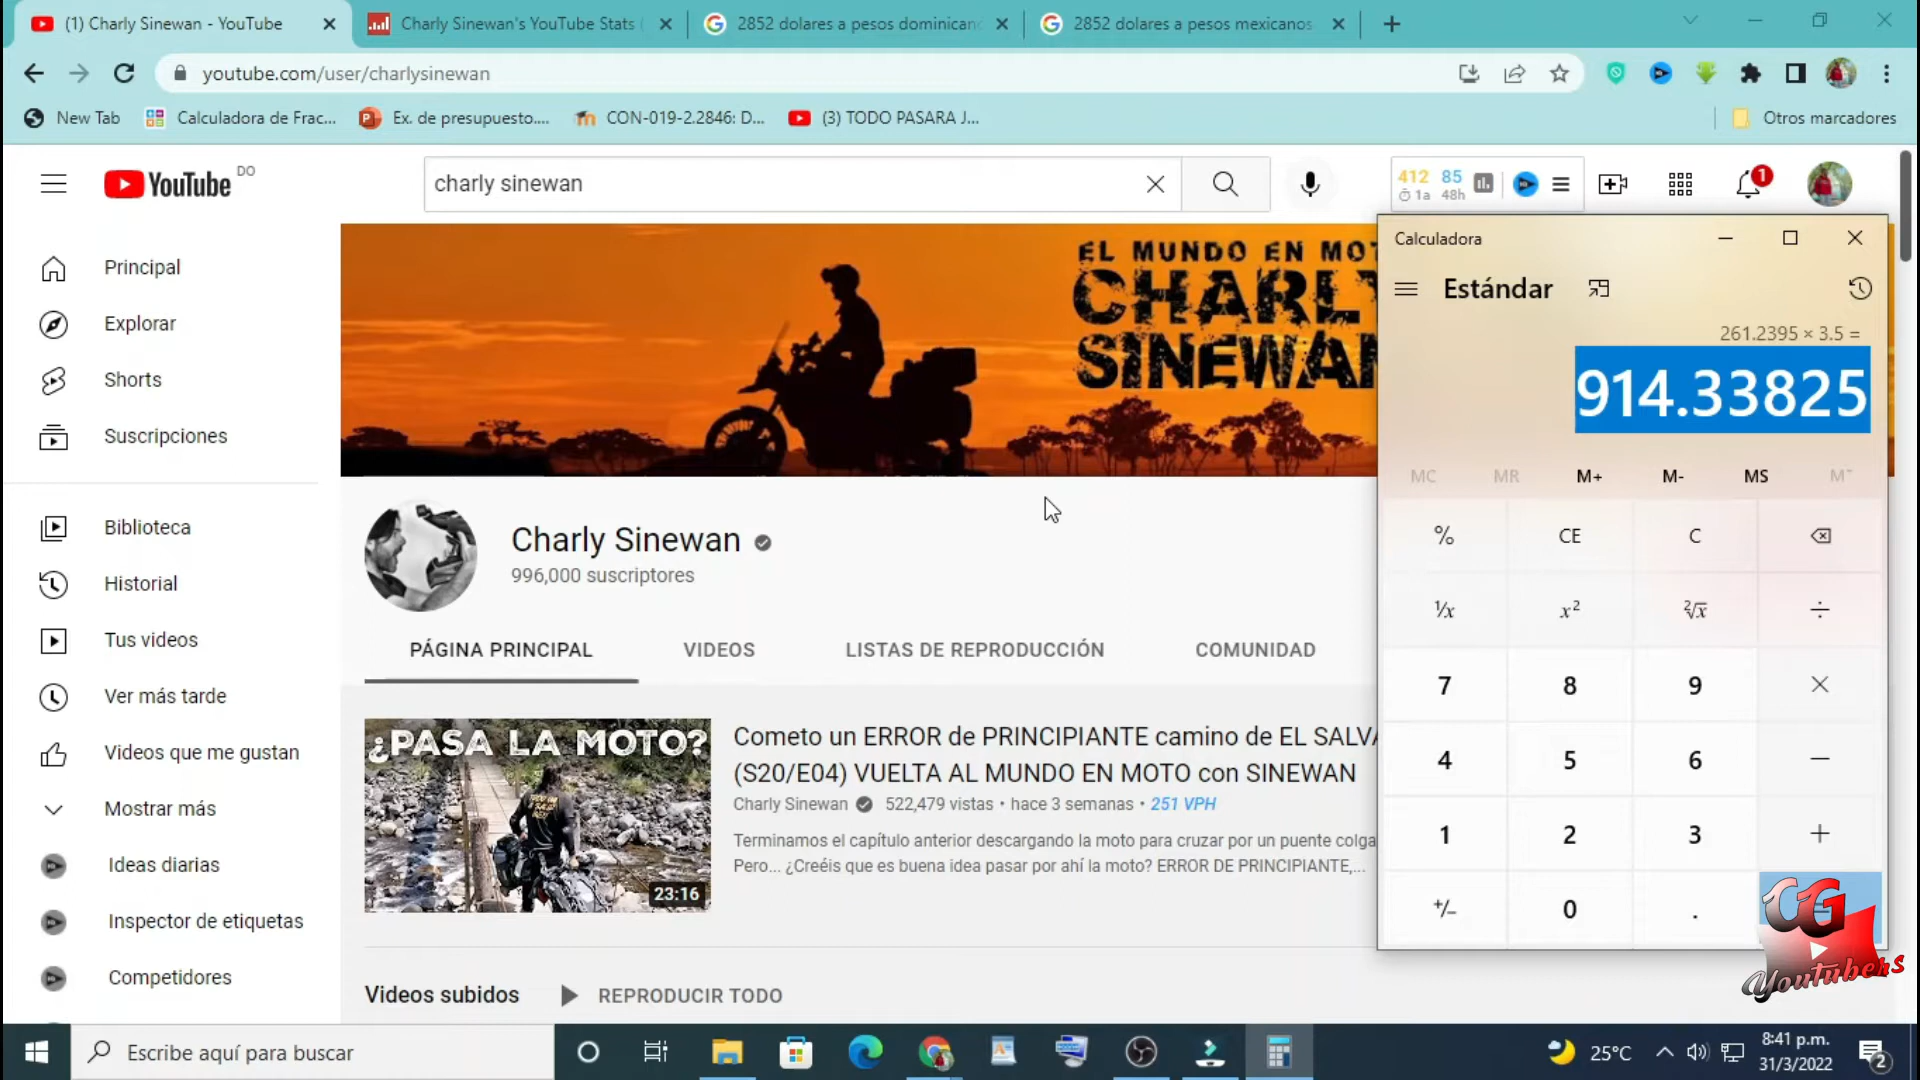 (1) Charly Sinewan - YouTube
Charly Sinewan's YouTube Stats (
2852 dolares a pesos dominican
2852 dolares a pesos mexicanos
youtube.com/user/charlysinewan
New Tab
Calculadora de Frac...
Ex. de presupuesto....
CON-019-2.2846: D...
(3) TODO PASARA J...
Otros marcadores
YouTube DO
charly sinewan
412 85
1a 48h
1
Principal
Explorar
Shorts
Suscripciones
Biblioteca
Historial
Tus videos
Ver más tarde
Videos que me gustan
Mostrar más
Ideas diarias
Inspector de etiquetas
Competidores
EL MUNDO EN MOT
CHARLY
SINEWAN
Charly Sinewan
996,000 suscriptores
PÁGINA PRINCIPAL
VIDEOS
LISTAS DE REPRODUCCIÓN
COMUNIDAD
¿PASA LA MOTO?
23:16
Cometo un ERROR de PRINCIPIANTE camino de EL SALVA
(S20/E04) VUELTA AL MUNDO EN MOTO con SINEWAN
Charly Sinewan 522,479 vistas • hace 3 semanas • 251 VPH
Terminamos el capítulo anterior descargando la moto para cruzar por un puente colga
Pero... ¿Creéis que es buena idea pasar por ahí la moto? ERROR DE PRINCIPIANTE,...
Videos subidos
REPRODUCIR TODO
Calculadora
Estándar
261.2395 × 3.5 =
914.33825
MC MR M+ M- MS M˅
% CE C
¹/x x² ²√x ÷
7 8 9 ×
4 5 6 −
1 2 3 +
+/− 0 .
CG
Youtubers
Escribe aquí para buscar
25°C
8:41 p.m.
31/3/2022
2